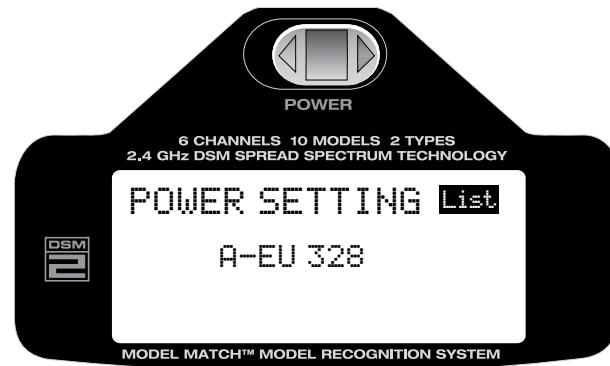 POWER
6 CHANNELS 10 MODELS 2 TYPES
2.4 GHz DSM SPREAD SPECTRUM TECHNOLOGY
POWER SETTING List
A-EU 328
DSM
2
MODEL MATCH™ MODEL RECOGNITION SYSTEM